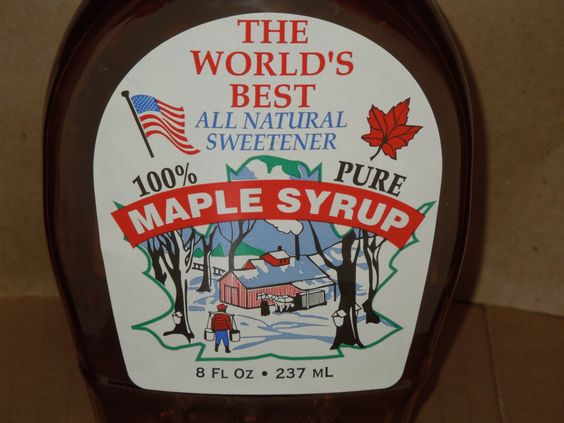 THE
WORLD'S
BEST
ALL NATURAL
SWEETENER
100% PURE
MAPLE SYRUP
8 FL OZ • 237 ML